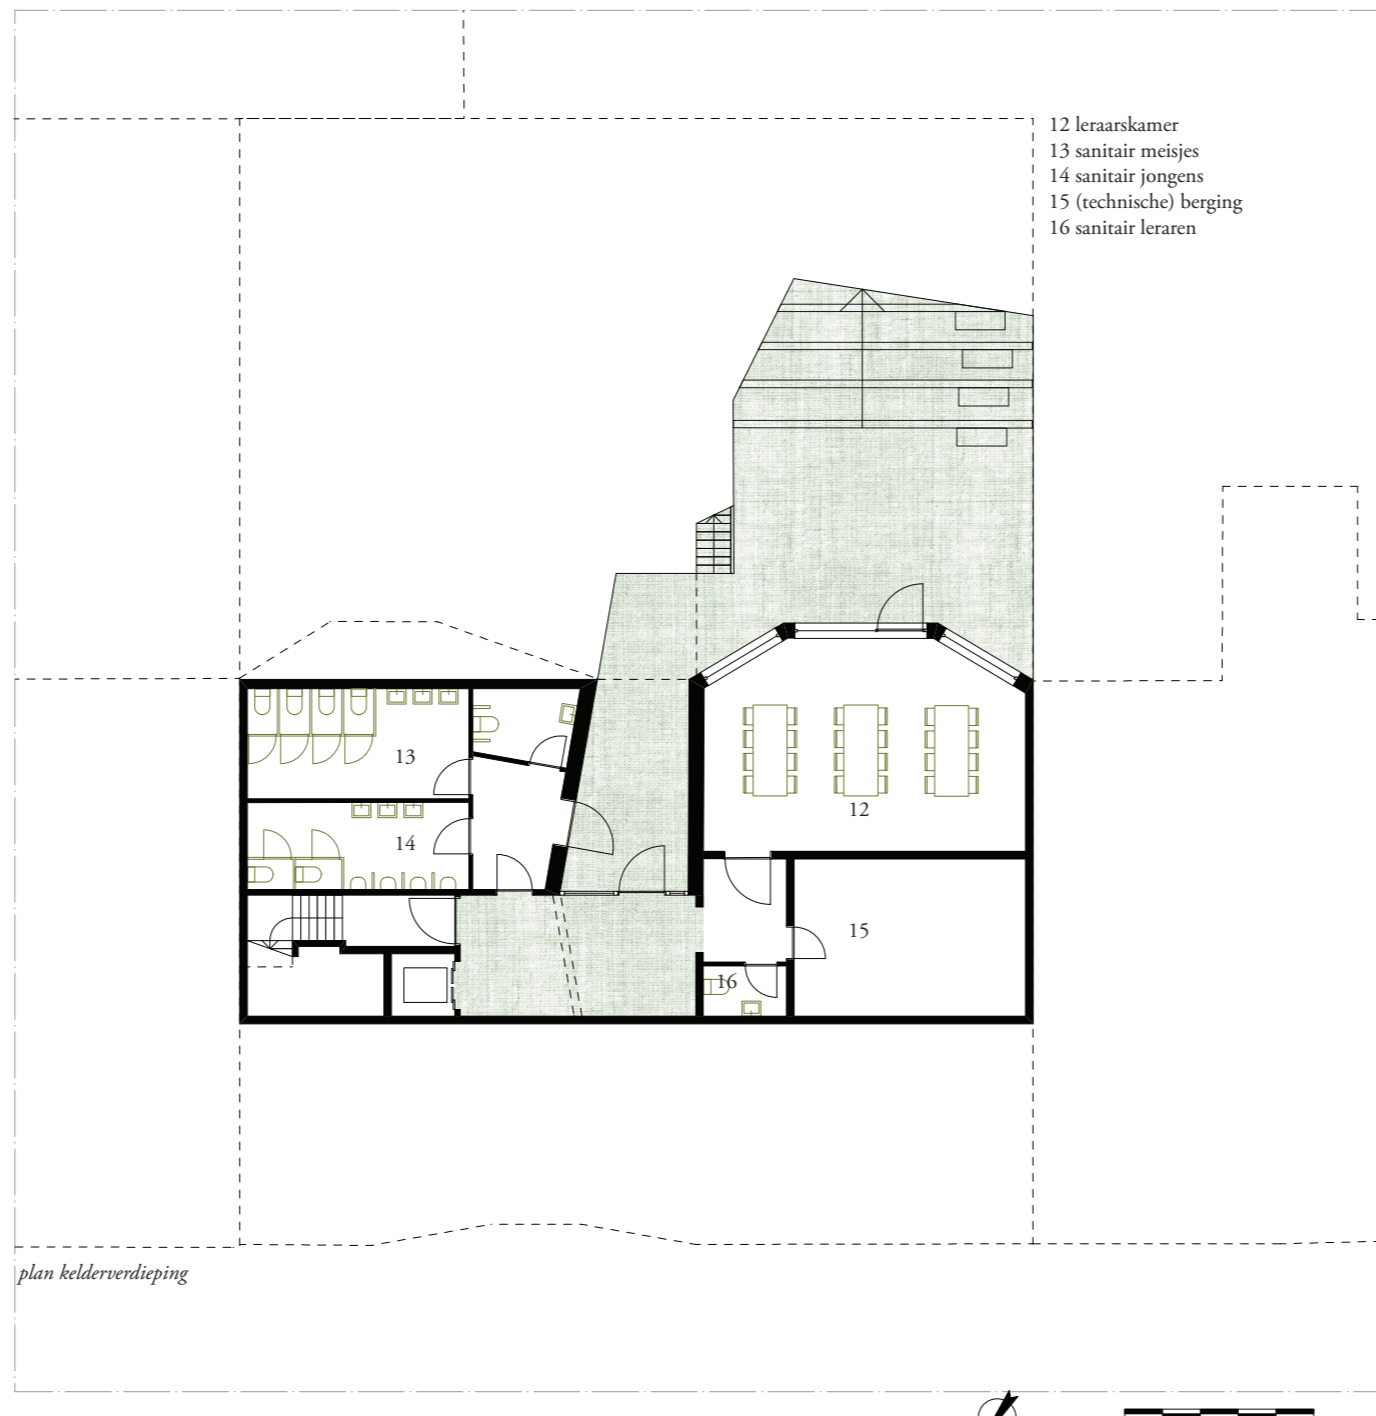 12 leraarskamer
13 sanitair meisjes
14 sanitair jongens
15 (technische) berging
16 sanitair leraren
13
12
14
15
16
plan kelderverdieping